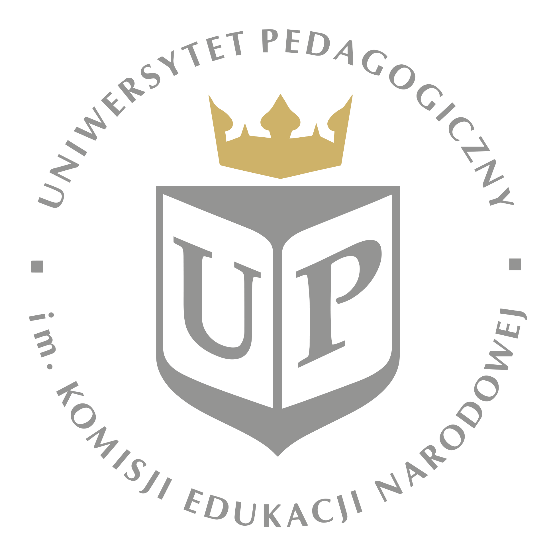 UNIWERSYTET PEDAGOGICZNY
UP
im. KOMISJI EDUKACJI NARODOWEJ